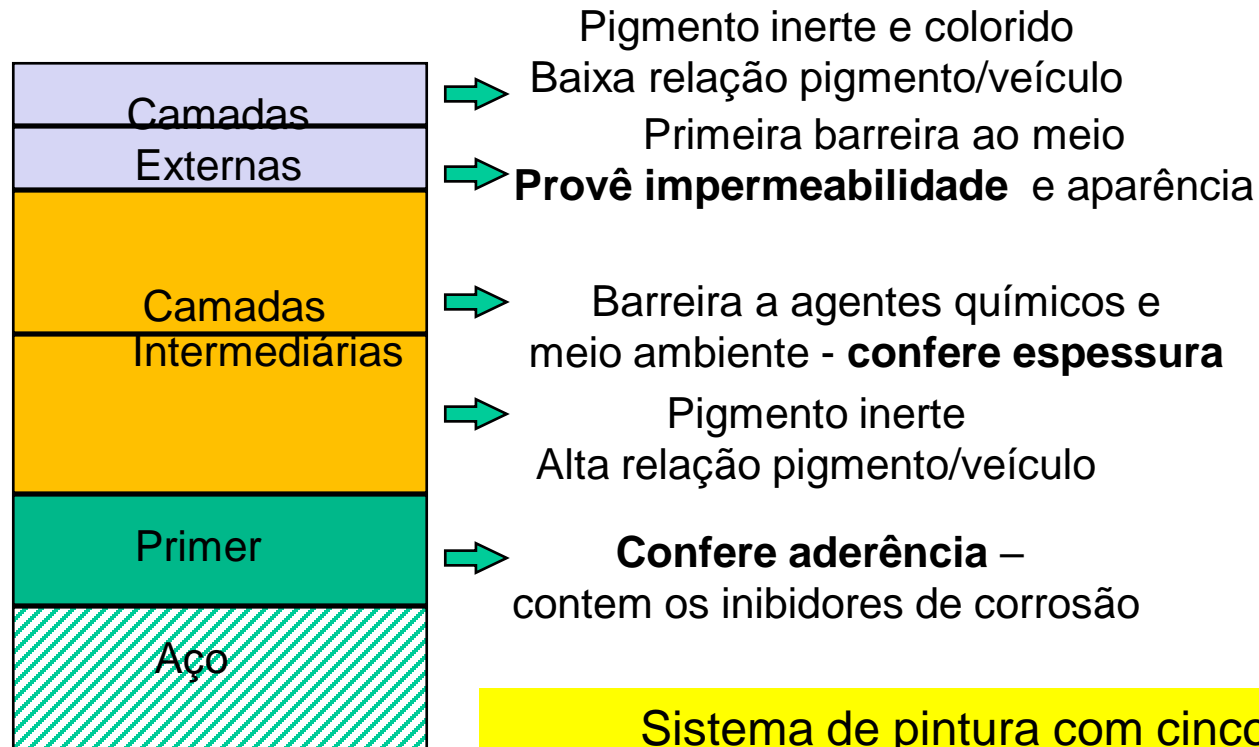 Pigmento inerte e colorido
Baixa relação pigmento/veículo
Camadas
Primeira barreira ao meio
Externas
Provê impermeabilidade e aparência
Camadas
Barreira a agentes químicos e
Intermediárias
meio ambiente - confere espessura
Pigmento inerte
Alta relação pigmento/veículo
Primer
Confere aderência –
contem os inibidores de corrosão
Aço
Sistema de pintura com cinco